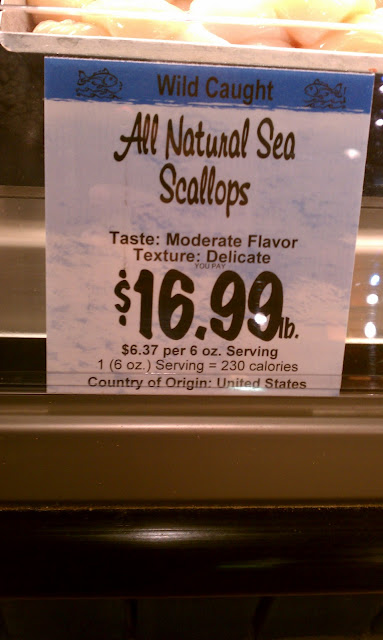 Wild Caught
All Natural Sea
Scallops
Taste: Moderate Flavor
Texture: Delicate
YOU PAY
$16.99lb.
$6.37 per 6 oz. Serving
1 (6 oz.) Serving = 230 calories
Country of Origin: United States